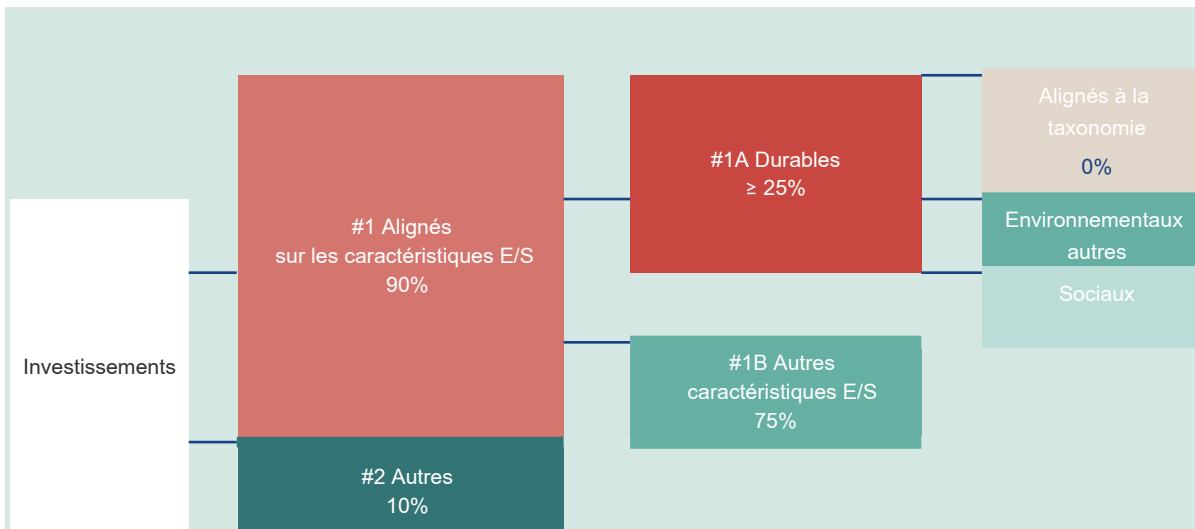 Investissements
#1 Alignés
sur les caractéristiques E/S
90%
#2 Autres
10%
#1A Durables
≥ 25%
#1B Autres
caractéristiques E/S
75%
Alignés à la
taxonomie
0%
Environnementaux
autres
Sociaux